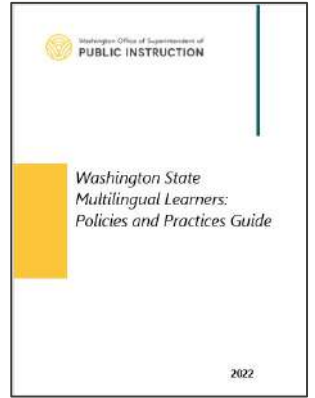 Washington Office of Superintendent of
PUBLIC INSTRUCTION
Washington State
Multilingual Learners:
Policies and Practices Guide
2022